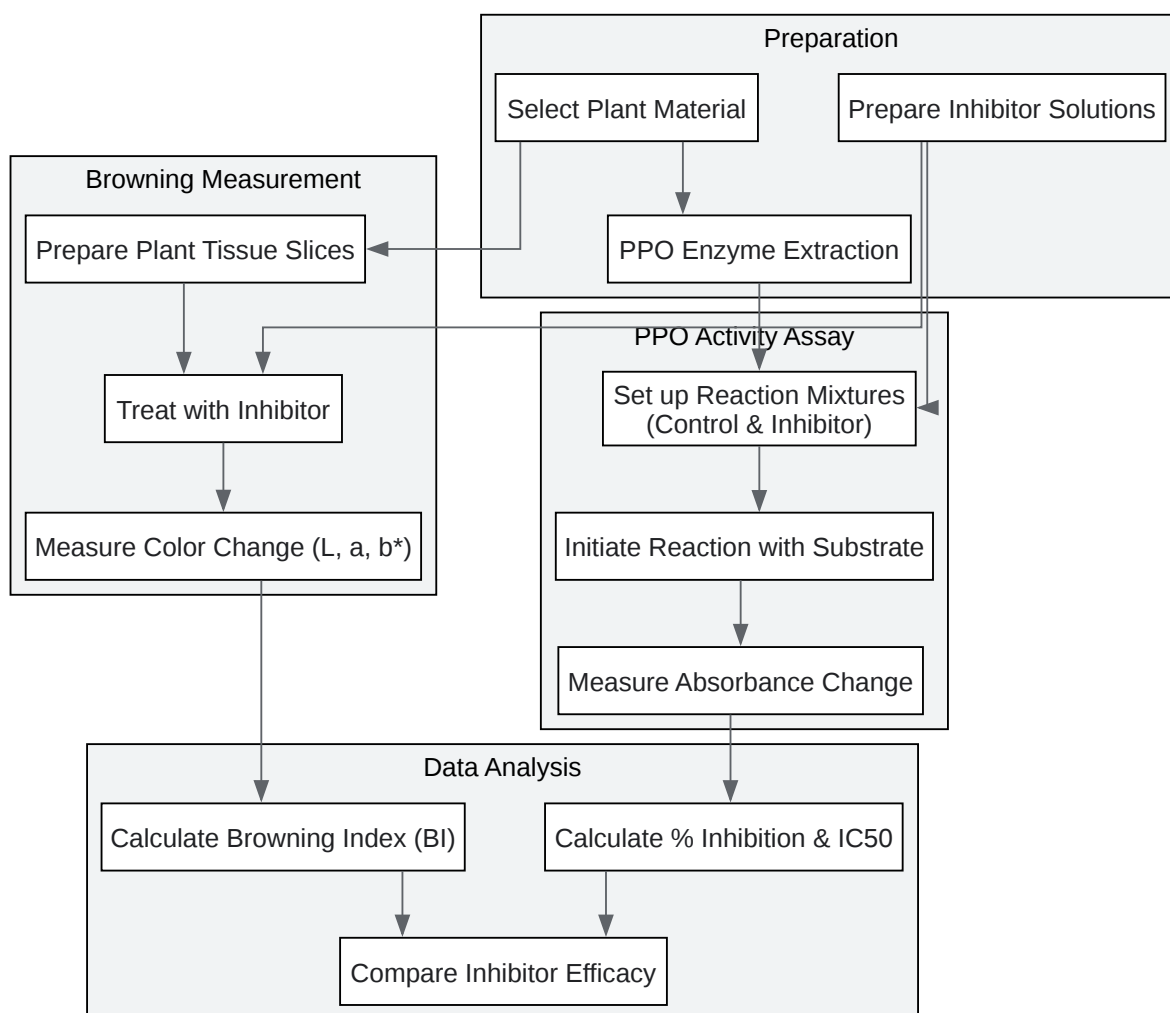 Preparation
Select Plant Material
Prepare Inhibitor Solutions
Browning Measurement
Prepare Plant Tissue Slices
PPO Enzyme Extraction
PPO Activity Assay
Treat with Inhibitor
Set up Reaction Mixtures
(Control & Inhibitor)
Measure Color Change (L, a, b*)
Initiate Reaction with Substrate
Measure Absorbance Change
Data Analysis
Calculate Browning Index (BI)
Calculate % Inhibition & IC50
Compare Inhibitor Efficacy